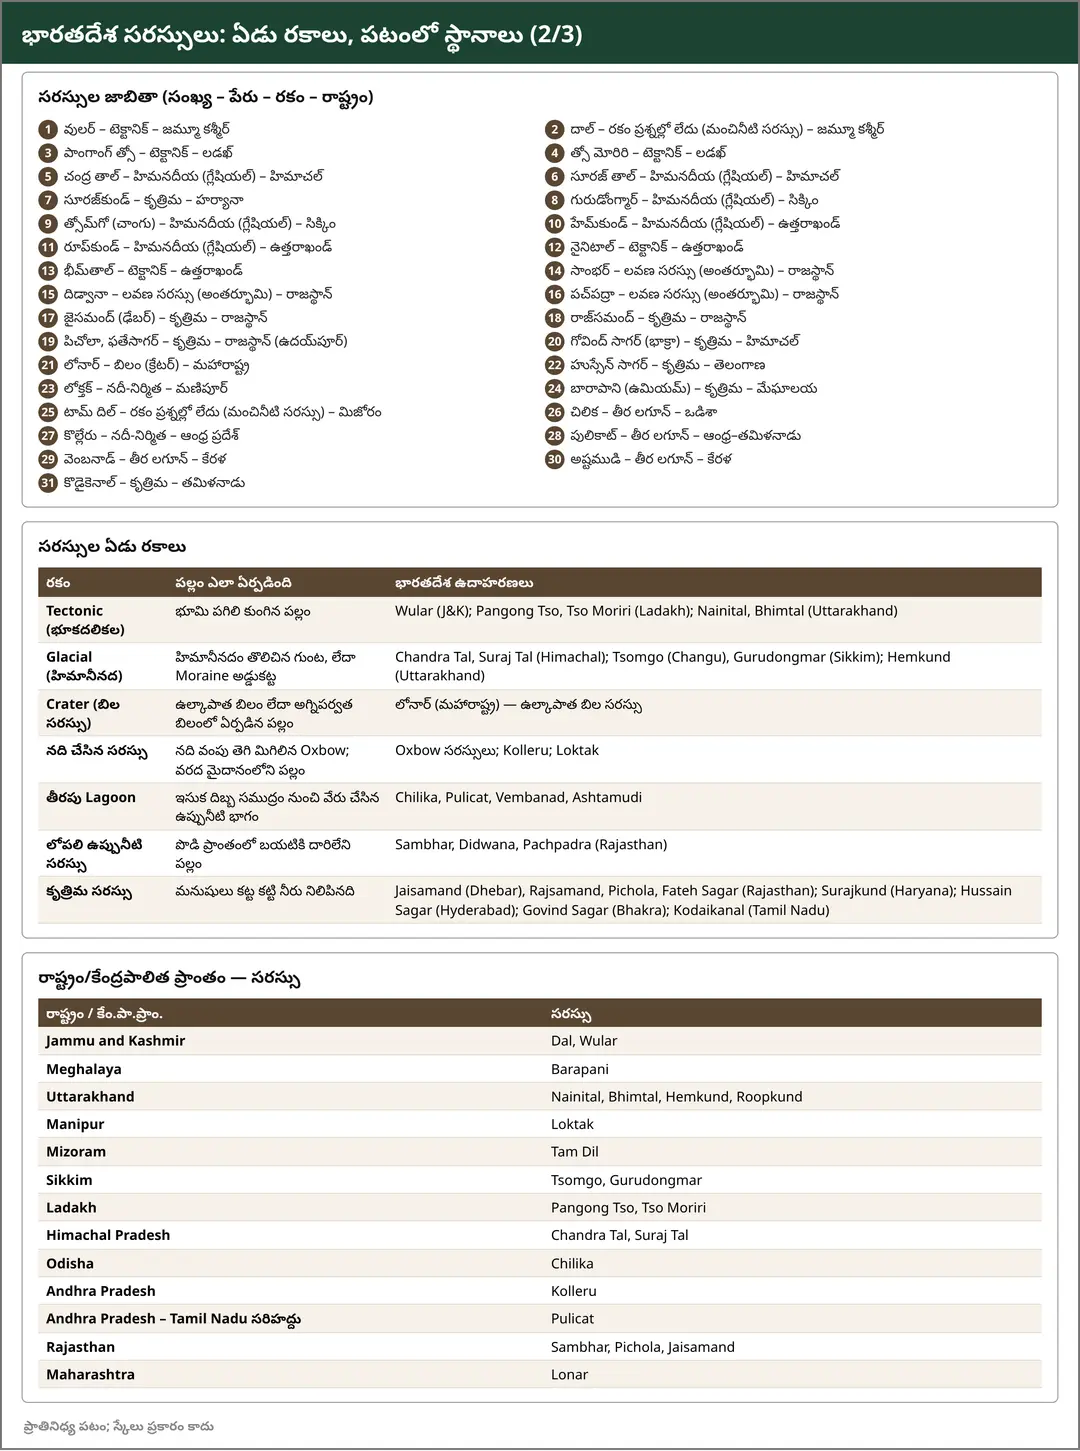 భారతదేశ సరస్సులు: ఏడు రకాలు, పటంలో స్థానాలు (2/3)
సరస్సుల జాబితా (సంఖ్య – పేరు – రకం – రాష్ట్రం)
1 వులర్ – టెక్టానిక్ – జమ్మూ కశ్మీర్
2 దాల్ – రకం ప్రశ్నల్లో లేదు (మంచినీటి సరస్సు) – జమ్మూ కశ్మీర్
3 పాంగాంగ్ త్సో – టెక్టానిక్ – లడఖ్
4 త్సో మోరిరి – టెక్టానిక్ – లడఖ్
5 చంద్ర తాల్ – హిమనదీయ (గ్లేషియల్) – హిమాచల్
6 సూరజ్ తాల్ – హిమనదీయ (గ్లేషియల్) – హిమాచల్
7 సూరజ్‌కుండ్ – కృత్రిమ – హర్యానా
8 గురుడోంగ్మార్ – హిమనదీయ (గ్లేషియల్) – సిక్కిం
9 త్సోమ్‌గో (చాంగు) – హిమనదీయ (గ్లేషియల్) – సిక్కిం
10 హేమ్‌కుండ్ – హిమనదీయ (గ్లేషియల్) – ఉత్తరాఖండ్
11 రూప్‌కుండ్ – హిమనదీయ (గ్లేషియల్) – ఉత్తరాఖండ్
12 నైనిటాల్ – టెక్టానిక్ – ఉత్తరాఖండ్
13 భీమ్‌తాల్ – టెక్టానిక్ – ఉత్తరాఖండ్
14 సాంభర్ – లవణ సరస్సు (అంతర్భూమి) – రాజస్థాన్
15 దిడ్వానా – లవణ సరస్సు (అంతర్భూమి) – రాజస్థాన్
16 పచ్‌పద్రా – లవణ సరస్సు (అంతర్భూమి) – రాజస్థాన్
17 జైసమంద్ (ఢేబర్) – కృత్రిమ – రాజస్థాన్
18 రాజ్‌సమంద్ – కృత్రిమ – రాజస్థాన్
19 పిచోలా, ఫతేసాగర్ – కృత్రిమ – రాజస్థాన్ (ఉదయ్‌పూర్)
20 గోవింద్ సాగర్ (భాక్రా) – కృత్రిమ – హిమాచల్
21 లోనార్ – బిలం (క్రేటర్) – మహారాష్ట్ర
22 హుస్సేన్ సాగర్ – కృత్రిమ – తెలంగాణ
23 లోక్తక్ – నదీ-నిర్మిత – మణిపూర్
24 బారాపాని (ఉమియమ్) – కృత్రిమ – మేఘాలయ
25 టామ్ దిల్ – రకం ప్రశ్నల్లో లేదు (మంచినీటి సరస్సు) – మిజోరం
26 చిలిక – తీర లగూన్ – ఒడిశా
27 కొల్లేరు – నదీ-నిర్మిత – ఆంధ్ర ప్రదేశ్
28 పులికాట్ – తీర లగూన్ – ఆంధ్ర–తమిళనాడు
29 వెంబనాడ్ – తీర లగూన్ – కేరళ
30 అష్టముడి – తీర లగూన్ – కేరళ
31 కొడైకెనాల్ – కృత్రిమ – తమిళనాడు
సరస్సుల ఏడు రకాలు
రకం పల్లం ఎలా ఏర్పడింది భారతదేశ ఉదాహరణలు
Tectonic (భూకదలికల) భూమి పగిలి కుంగిన పల్లం Wular (J&K); Pangong Tso, Tso Moriri (Ladakh); Nainital, Bhimtal (Uttarakhand)
Glacial (హిమానీనద) హిమానీనదం తొలిచిన గుంట, లేదా Moraine అడ్డుకట్ట Chandra Tal, Suraj Tal (Himachal); Tsomgo (Changu), Gurudongmar (Sikkim); Hemkund (Uttarakhand)
Crater (బిల సరస్సు) ఉల్కాపాత బిలం లేదా అగ్నిపర్వత బిలంలో ఏర్పడిన పల్లం లోనార్ (మహారాష్ట్ర) — ఉల్కాపాత బిల సరస్సు
నది చేసిన సరస్సు నది వంపు తెగి మిగిలిన Oxbow; వరద మైదానంలోని పల్లం Oxbow సరస్సులు; Kolleru; Loktak
తీరపు Lagoon ఇసుక దిబ్బ సముద్రం నుంచి వేరు చేసిన ఉప్పునీటి భాగం Chilika, Pulicat, Vembanad, Ashtamudi
లోపలి ఉప్పునీటి సరస్సు పొడి ప్రాంతంలో బయటికి దారిలేని పల్లం Sambhar, Didwana, Pachpadra (Rajasthan)
కృత్రిమ సరస్సు మనుషులు కట్ట కట్టి నీరు నిలిపినది Jaisamand (Dhebar), Rajsamand, Pichola, Fateh Sagar (Rajasthan); Surajkund (Haryana); Hussain Sagar (Hyderabad); Govind Sagar (Bhakra); Kodaikanal (Tamil Nadu)
రాష్ట్రం/కేంద్రపాలిత ప్రాంతం — సరస్సు
రాష్ట్రం / కేం.పా.ప్రాం. సరస్సు
Jammu and Kashmir Dal, Wular
Meghalaya Barapani
Uttarakhand Nainital, Bhimtal, Hemkund, Roopkund
Manipur Loktak
Mizoram Tam Dil
Sikkim Tsomgo, Gurudongmar
Ladakh Pangong Tso, Tso Moriri
Himachal Pradesh Chandra Tal, Suraj Tal
Odisha Chilika
Andhra Pradesh Kolleru
Andhra Pradesh – Tamil Nadu సరిహద్దు Pulicat
Rajasthan Sambhar, Pichola, Jaisamand
Maharashtra Lonar
ప్రాతినిధ్య పటం; స్కేలు ప్రకారం కాదు